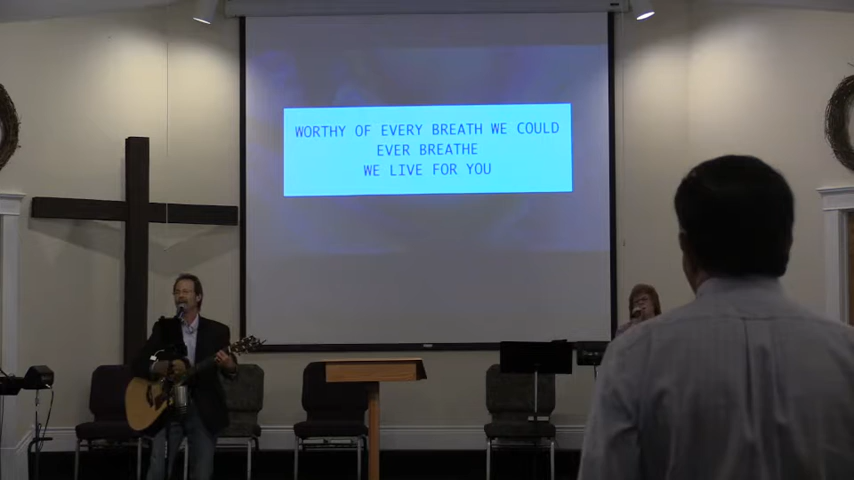 WORTHY OF EVERY BREATH WE COULD
EVER BREATHE
WE LIVE FOR YOU